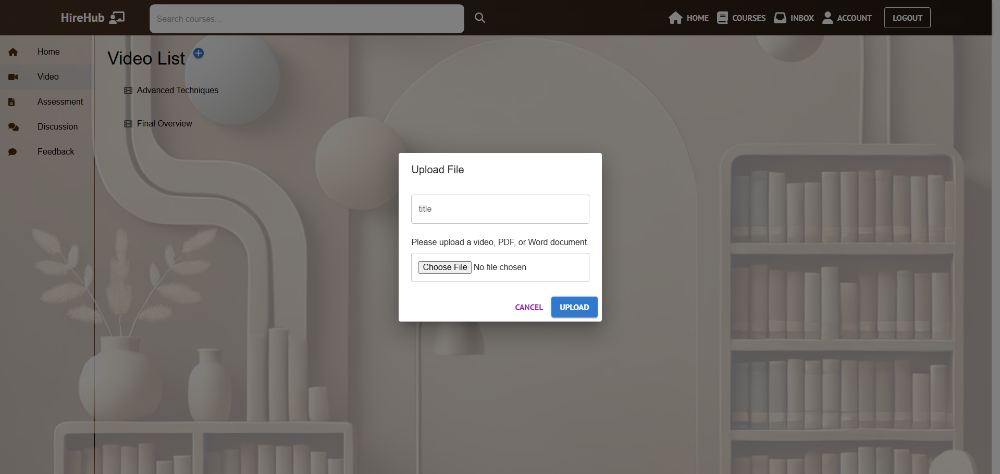 HireHub
Search courses...
HOME
COURSES
INBOX
ACCOUNT
LOGOUT
Home
Video
Assessment
Discussion
Feedback
Video List
Advanced Techniques
Final Overview
Upload File
title
Please upload a video, PDF, or Word document.
Choose File No file chosen
CANCEL
UPLOAD